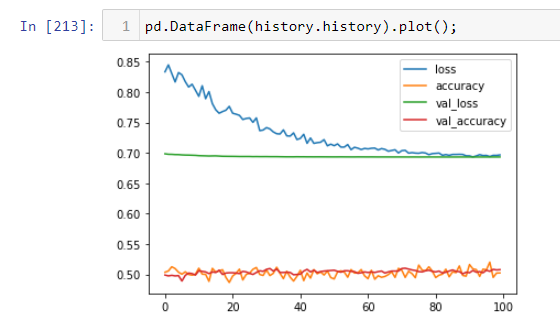 In [213]: 1 pd.DataFrame(history.history).plot();
0.85
0.80
0.75
0.70
0.65
0.60
0.55
0.50
loss
accuracy
val_loss
val_accuracy
0 20 40 60 80 100